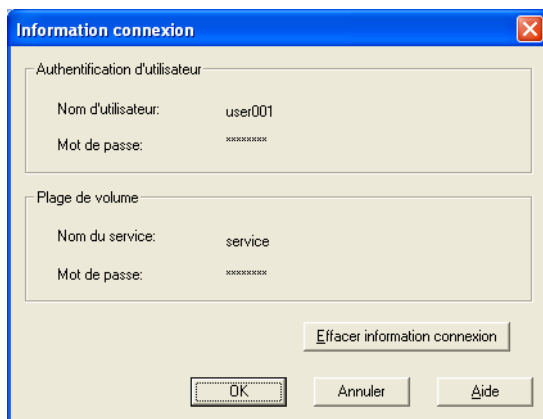 Information connexion
Authentification d'utilisateur
Nom d'utilisateur: user001
Mot de passe: ********
Plage de volume
Nom du service: service
Mot de passe: ********
Effacer information connexion
OK Annuler Aide